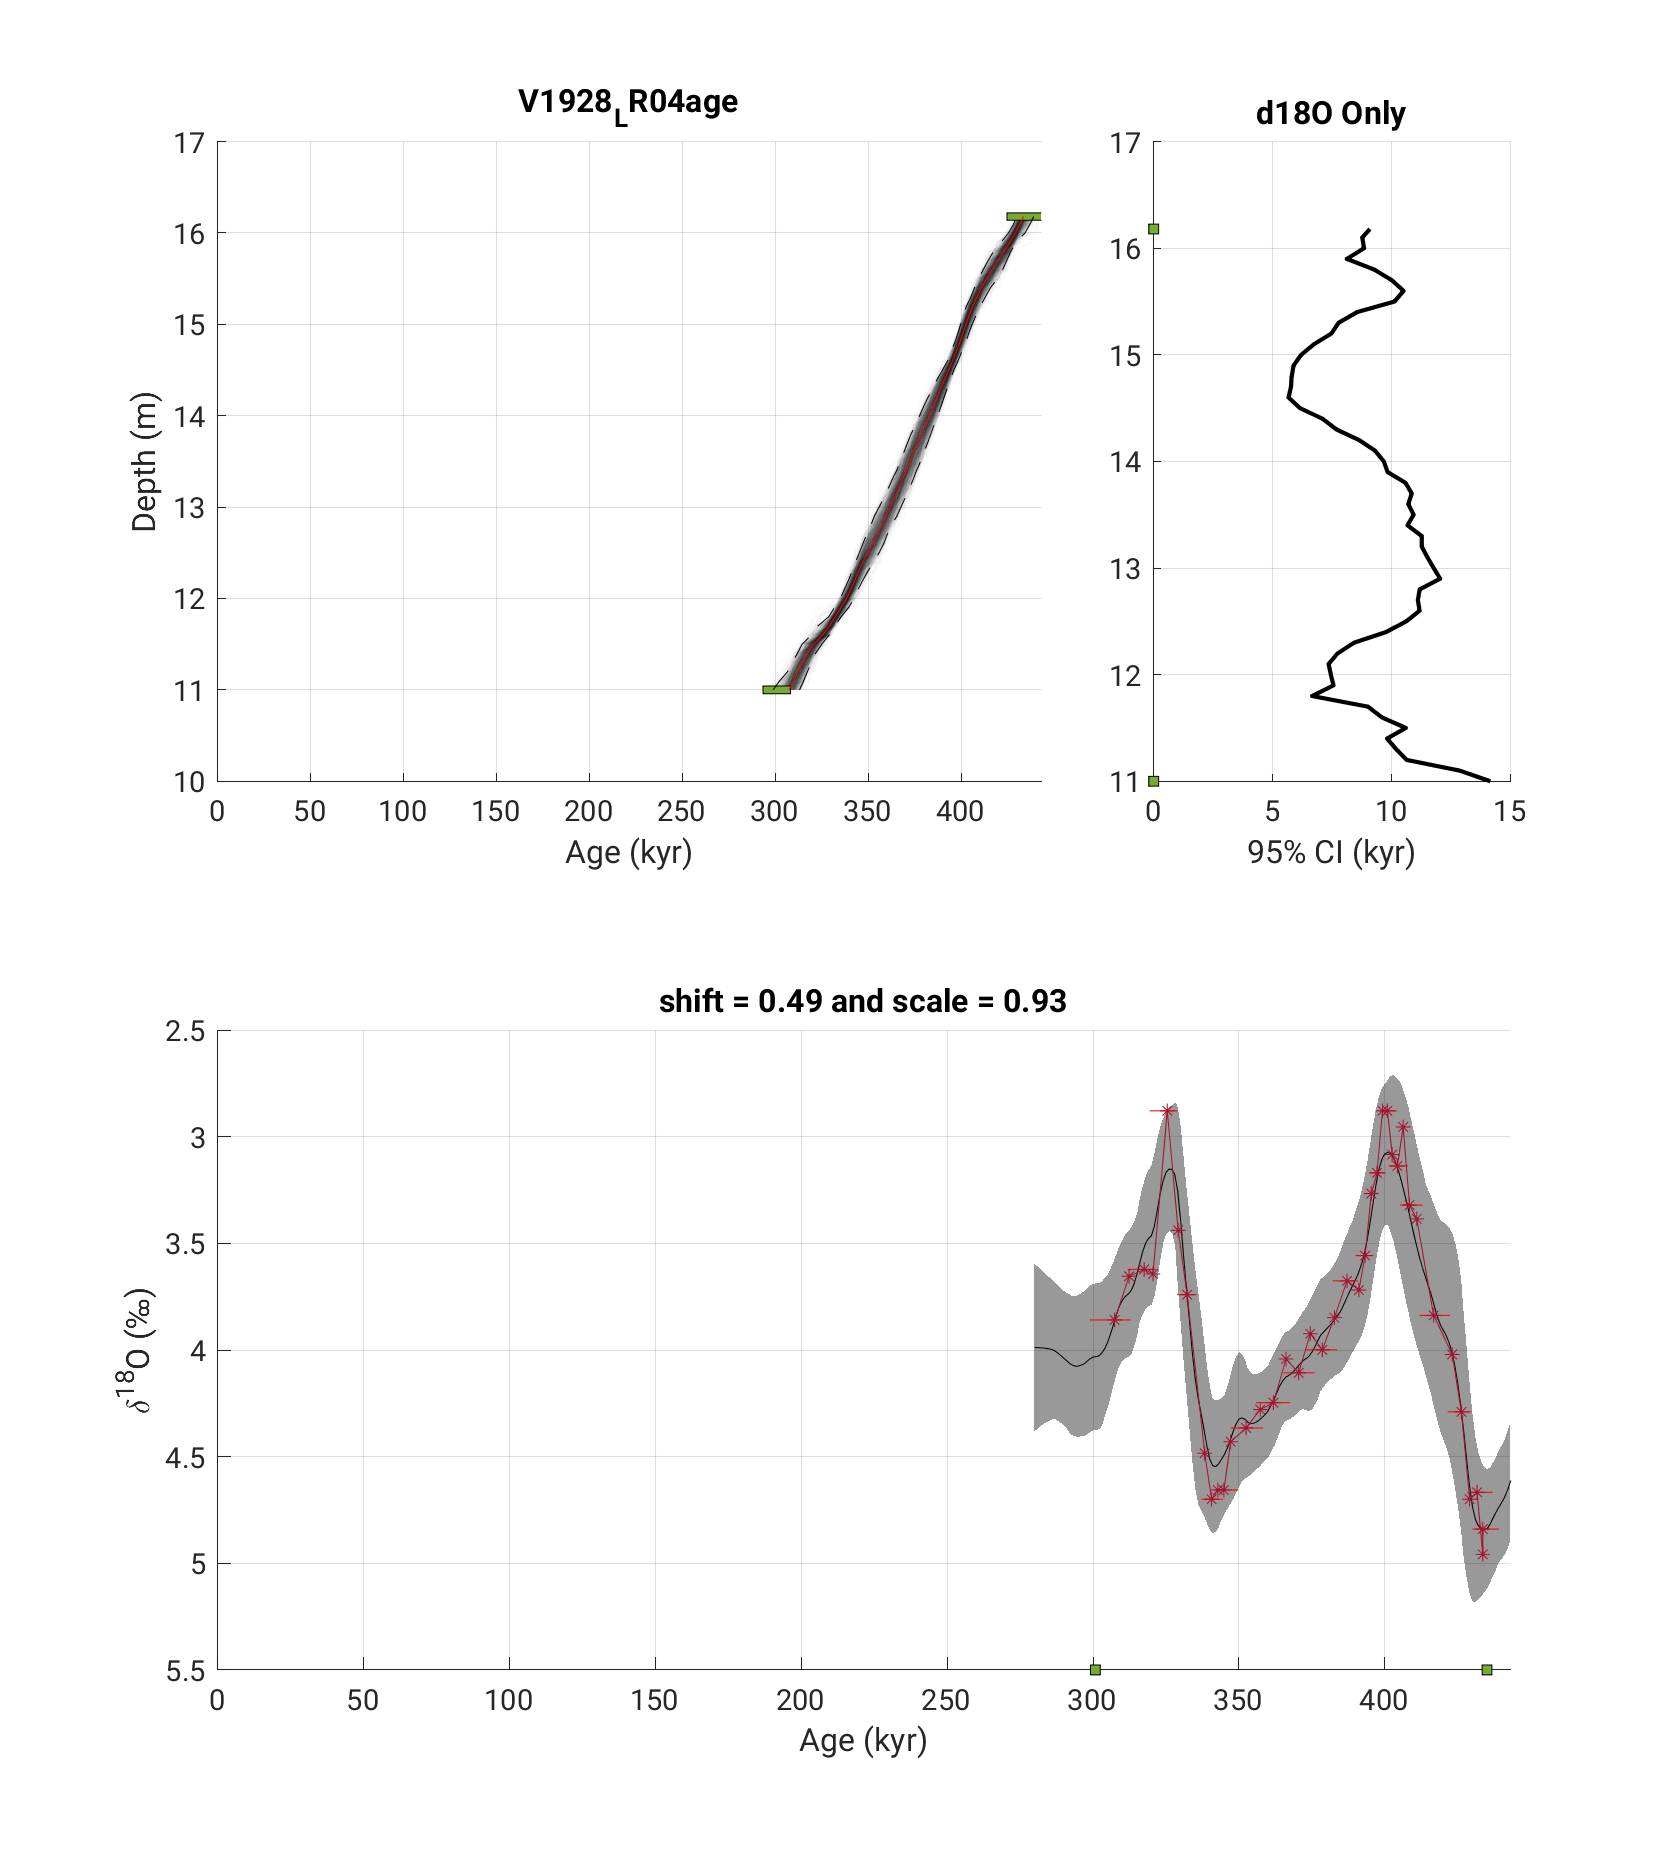 V1928LR04age
d18O Only
17
16
15
14
13
12
11
10
Depth (m)
0 50 100 150 200 250 300 350 400
Age (kyr)
17
16
15
14
13
12
11
0 5 10 15
95% CI (kyr)
shift = 0.49 and scale = 0.93
2.5
3
3.5
4
4.5
5
5.5
δ18O (‰)
0 50 100 150 200 250 300 350 400
Age (kyr)